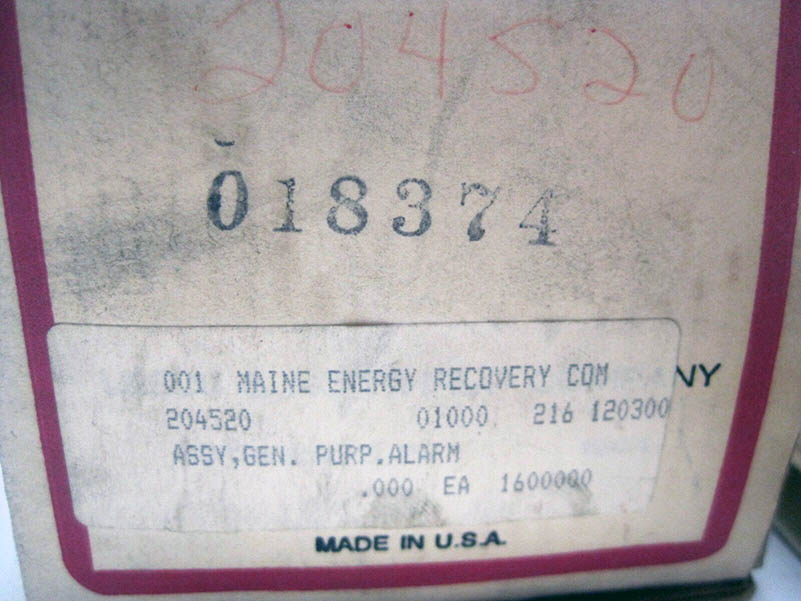 204520
018374
NY
001 MAINE ENERGY RECOVERY COM
204520 01000 216 120300
ASSY,GEN. PURP.ALARM
.000 EA 1600000
MADE IN U.S.A.